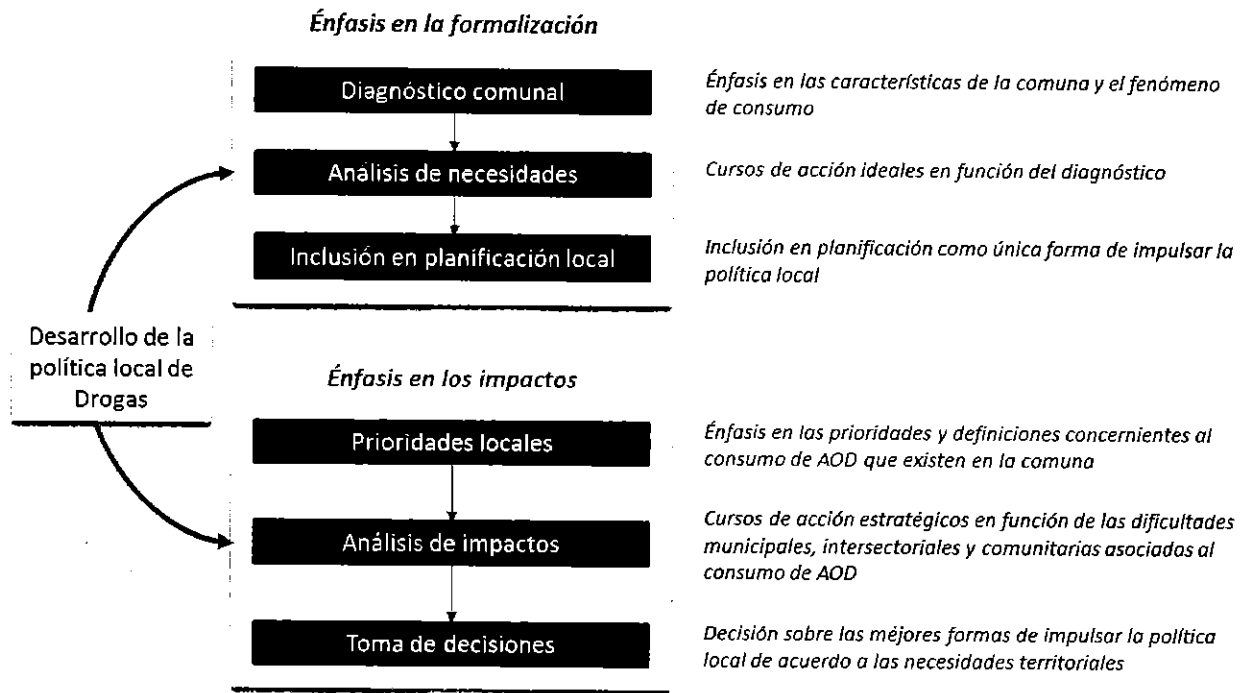 Énfasis en la formalización
Diagnóstico comunal
Énfasis en las características de la comuna y el fenómeno
de consumo
Análisis de necesidades
Cursos de acción ideales en función del diagnóstico
Inclusión en planificación local
Inclusión en planificación como única forma de impulsar la
política local
Desarrollo de la
política local de
Drogas
Énfasis en los impactos
Prioridades locales
Énfasis en las prioridades y definiciones concernientes al
consumo de AOD que existen en la comuna
Análisis de impactos
Cursos de acción estratégicos en función de las dificultades
municipales, intersectoriales y comunitarias asociados al
consumo de AOD
Toma de decisiones
Decisión sobre las mejores formas de impulsar la política
local de acuerdo a las necesidades territoriales